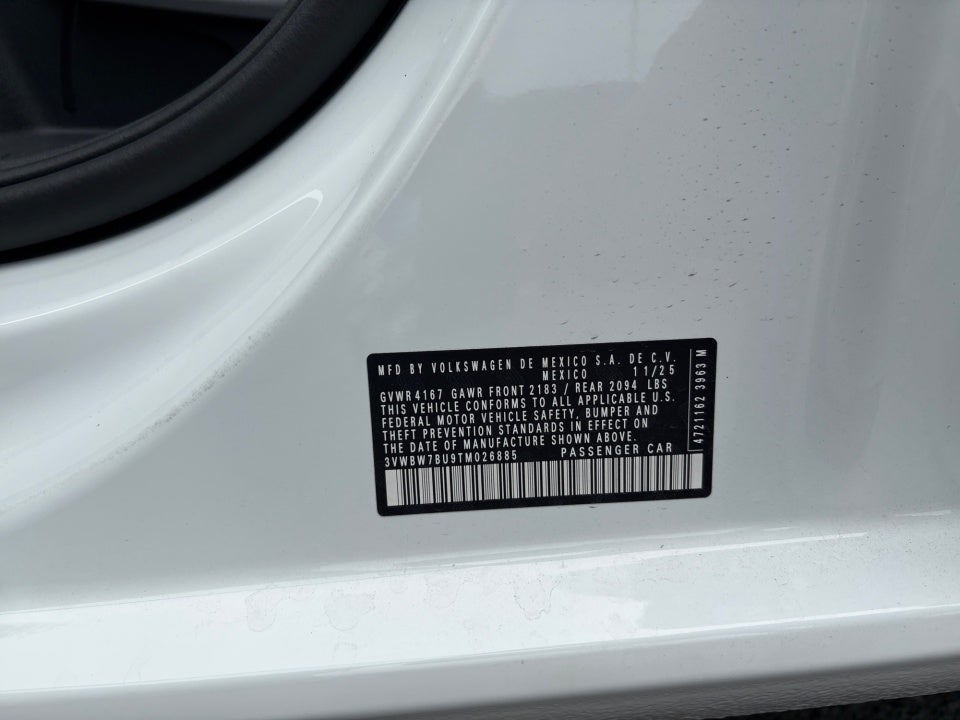 MFD BY VOLKSWAGEN DE MEXICO S.A. DE C.V.
MEXICO 11/25
GVWR 4167 GAWR FRONT 2183 / REAR 2094 LBS
THIS VEHICLE CONFORMS TO ALL APPLICABLE U.S.
FEDERAL MOTOR VEHICLE SAFETY, BUMPER AND
THEFT PREVENTION STANDARDS IN EFFECT ON
THE DATE OF MANUFACTURE SHOWN ABOVE.
3VWBW7BU9TM026885 PASSENGER CAR
4721162 3963 M